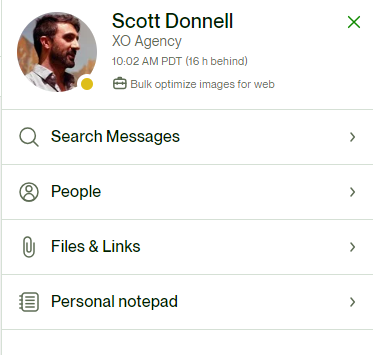 Scott Donnell
XO Agency
10:02 AM PDT (16 h behind)
Bulk optimize images for web
Search Messages
People
Files & Links
Personal notepad